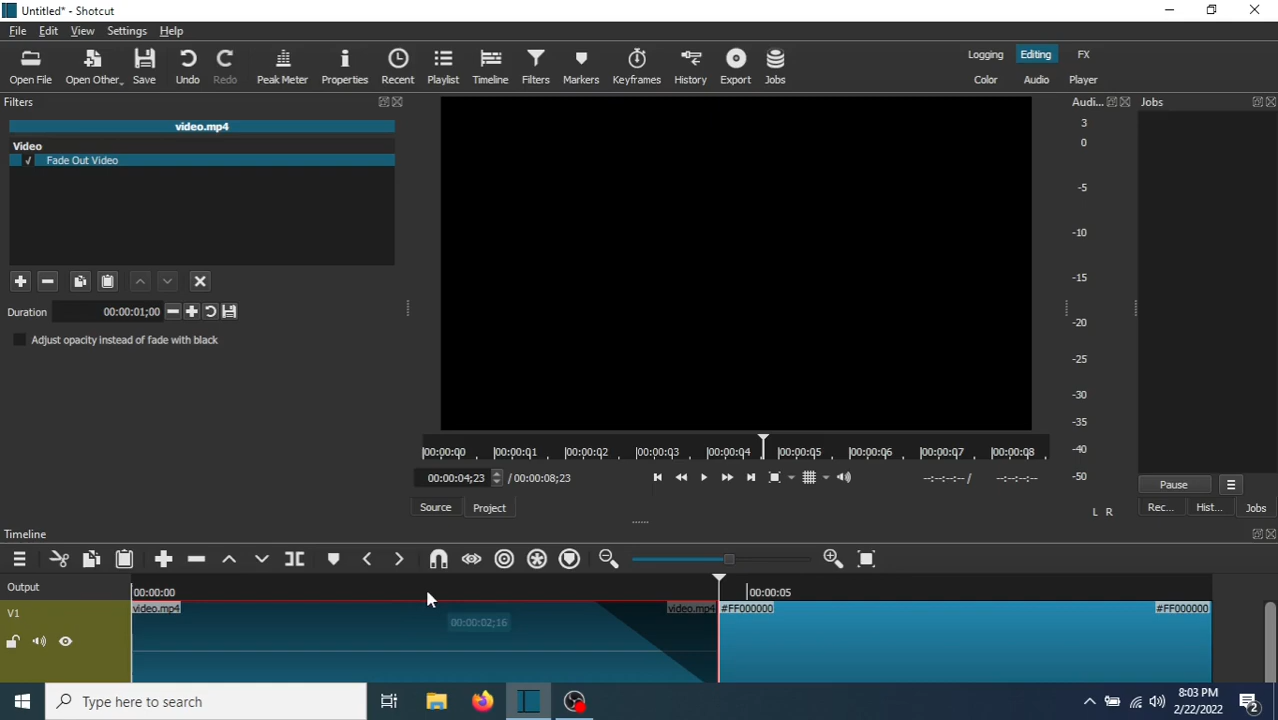 Untitled* - Shotcut
File Edit View Settings Help
Open File Open Other... Save Undo Redo Peak Meter Properties Recent Playlist Timeline Filters Markers Keyframes History Export Jobs
Logging Editing FX
Color Audio Player
Filters
Audi...
Jobs
video.mp4
Video
✓ Fade Out Video
Duration 00:00:01;00
Adjust opacity instead of fade with black
3
0
-5
-10
-15
-20
-25
-30
-35
-40
-50
L R
00:00:00 00:00:01 00:00:02 00:00:03 00:00:04 00:00:05 00:00:06 00:00:07 00:00:08
00:00:04;23 / 00:00:08;23
--:--:--/ --:--:--
Source Project
Pause
Rec... Hist... Jobs
Timeline
Output
00:00:00 00:00:05
V1
video.mp4 video.mp4 #FF000000 #FF000000
00:00:02;16
Type here to search
8:03 PM
2/22/2022
2